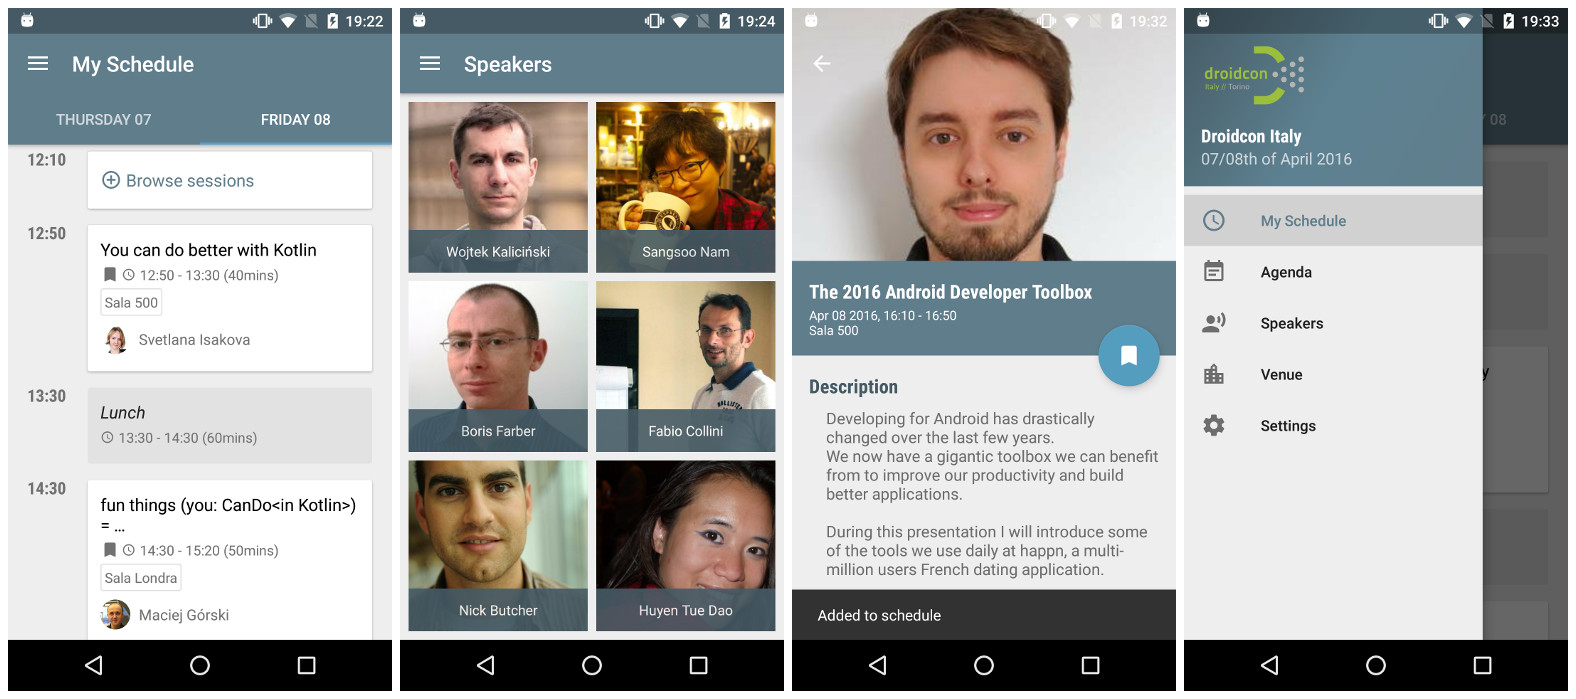 19:22
My Schedule
THURSDAY 07
FRIDAY 08
12:10
Browse sessions
12:50
You can do better with Kotlin
12:50 - 13:30 (40mins)
Sala 500
Svetlana Isakova
13:30
Lunch
13:30 - 14:30 (60mins)
14:30
fun things (you: CanDo<in Kotlin>)
= ...
14:30 - 15:20 (50mins)
Sala Londra
Maciej Górski
19:24
Speakers
Wojtek Kaliciński
Sangsoo Nam
Boris Farber
Fabio Collini
Nick Butcher
Huyen Tue Dao
19:32
The 2016 Android Developer Toolbox
Apr 08 2016, 16:10 - 16:50
Sala 500
Description
Developing for Android has drastically
changed over the last few years.
We now have a gigantic toolbox we can benefit
from to improve our productivity and build
better applications.
During this presentation I will introduce some
of the tools we use daily at happn, a multi-
million users French dating application.
Added to schedule
19:33
droidcon
Italy // Torino
Droidcon Italy
07/08th of April 2016
08
My Schedule
Agenda
Speakers
y
Venue
Settings